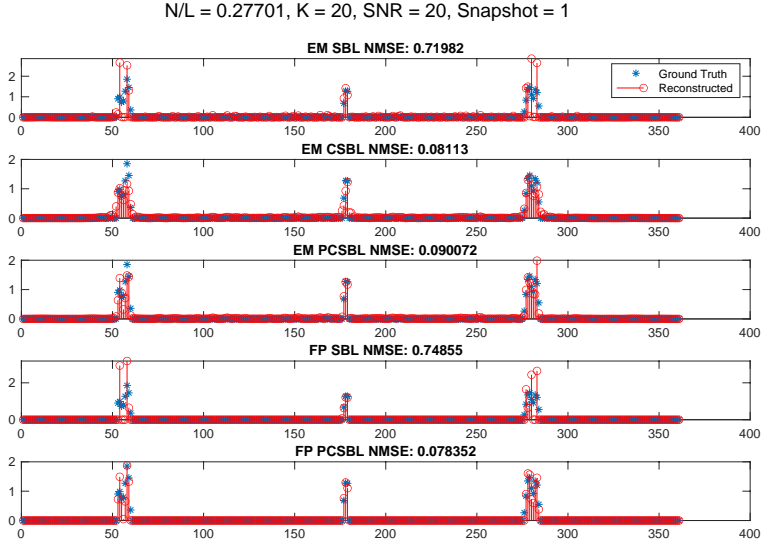 N/L = 0.27701, K = 20, SNR = 20, Snapshot = 1
EM SBL NMSE: 0.71982
Ground Truth
Reconstructed
2
1
0
0 50 100 150 200 250 300 350 400
EM CSBL NMSE: 0.08113
2
1
0
0 50 100 150 200 250 300 350 400
EM PCSBL NMSE: 0.090072
2
1
0
0 50 100 150 200 250 300 350 400
FP SBL NMSE: 0.74855
2
0
0 50 100 150 200 250 300 350 400
FP PCSBL NMSE: 0.078352
2
1
0
0 50 100 150 200 250 300 350 400